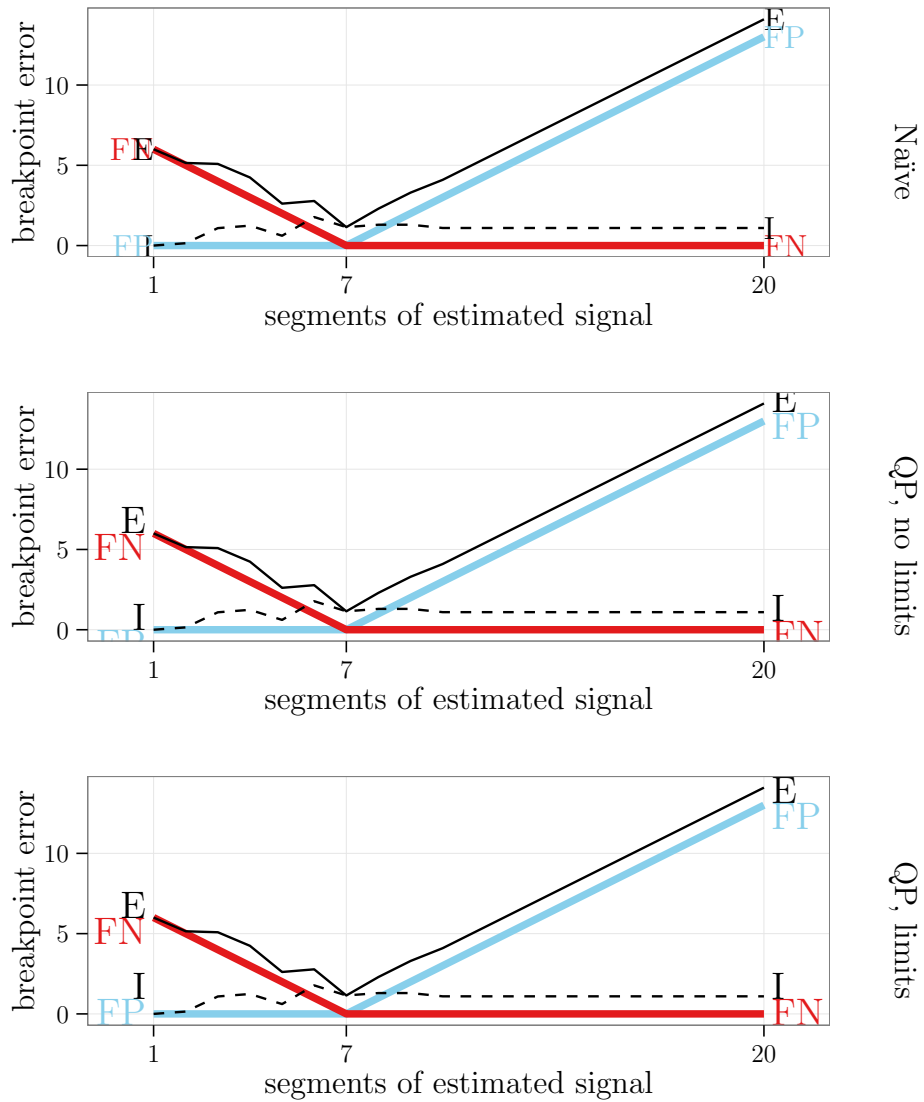 E
FP
10
breakpoint error
Naïve
FN
E
5
I
FP
I
0
FN
1
7
20
segments of estimated signal
E
FP
10
breakpoint error
QP, no limits
E
FN
5
I
I
FP
0
FN
1
7
20
segments of estimated signal
E
FP
10
breakpoint error
QP, limits
E
FN
5
I
I
FP
0
FN
1
7
20
segments of estimated signal